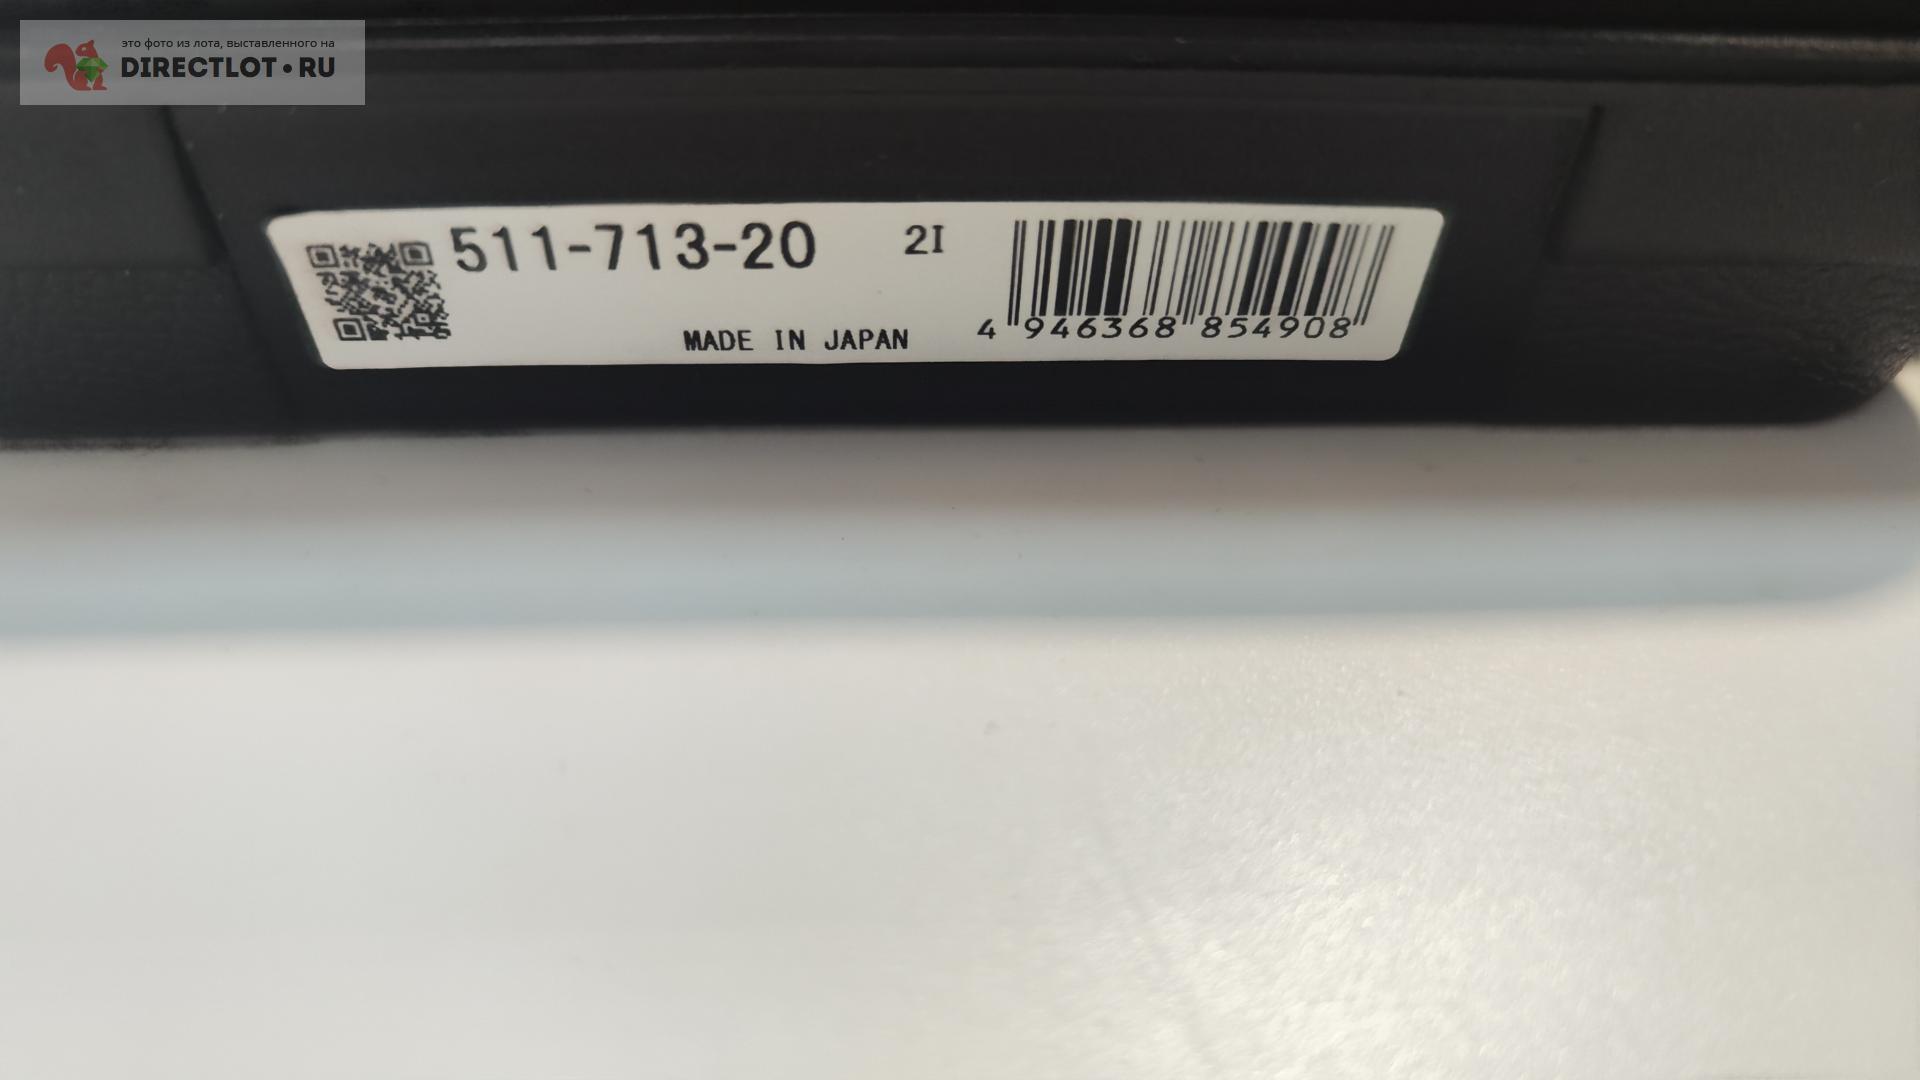 это фото из лота, выставленного на
DIRECTLOT•RU
511-713-20 2I
MADE IN JAPAN
4 946368 854908